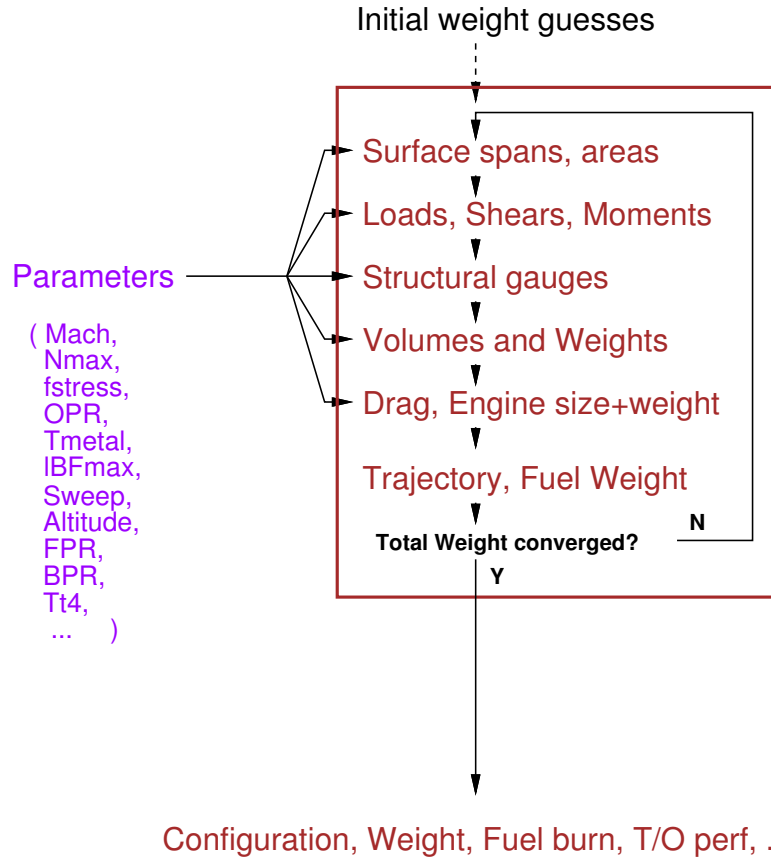 Initial weight guesses
Surface spans, areas
Loads, Shears, Moments
Parameters
Structural gauges
( Mach,
Nmax,
fstress,
OPR,
Tmetal,
lBFmax,
Sweep,
Altitude,
FPR,
BPR,
Tt4,
... )
Volumes and Weights
Drag, Engine size+weight
Trajectory, Fuel Weight
N
Total Weight converged?
Y
Configuration, Weight, Fuel burn, T/O perf, .